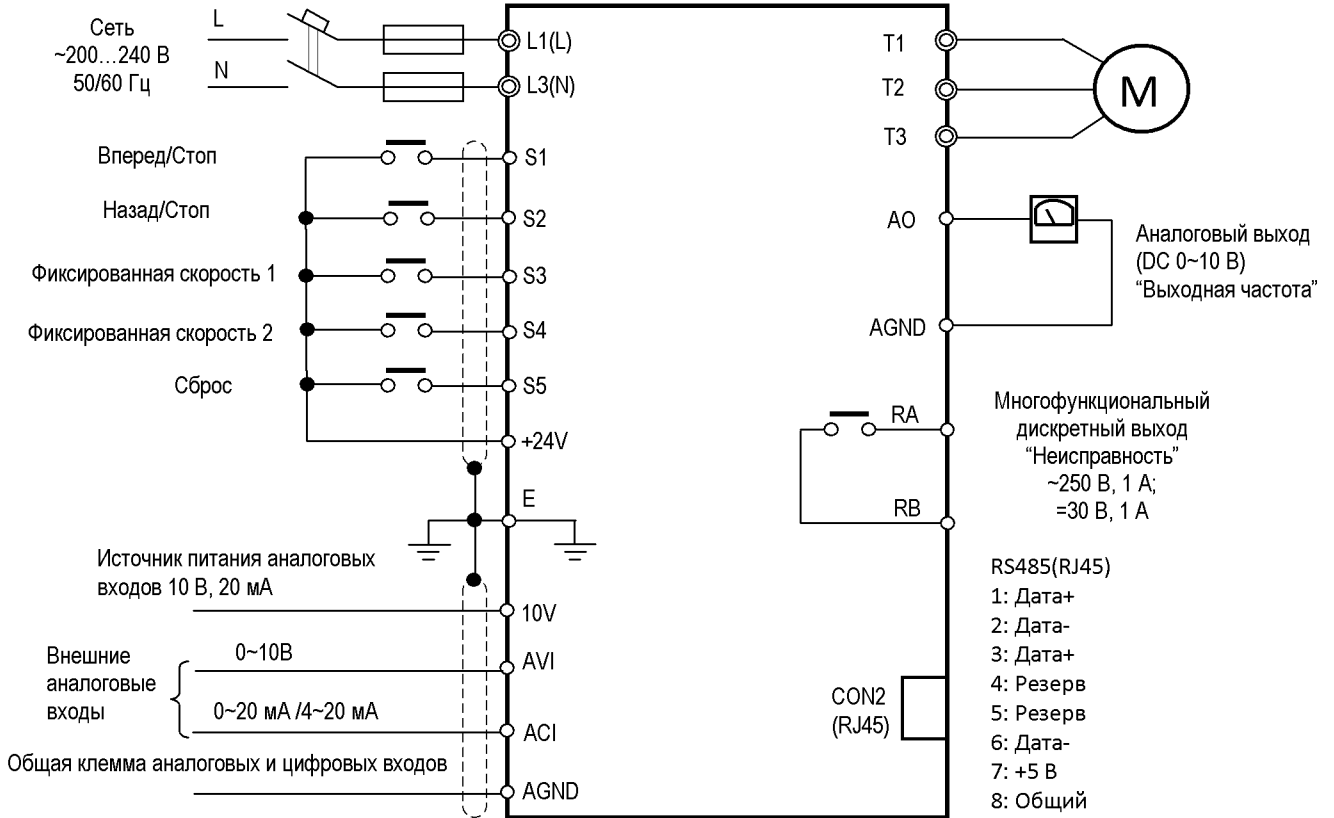 Сеть
~200…240 В
50/60 Гц
L
N
L1(L)
L3(N)
Вперед/Стоп
S1
Назад/Стоп
S2
Фиксированная скорость 1
S3
Фиксированная скорость 2
S4
Сброс
S5
+24V
E
Источник питания аналоговых
входов 10 В, 20 мА
10V
Внешние
аналоговые
входы
0~10В
AVI
0~20 мА /4~20 мА
ACI
Общая клемма аналоговых и цифровых входов
AGND
T1
T2
T3
M
AO
Аналоговый выход
(DC 0~10 В)
“Выходная частота”
AGND
RA
RB
Многофункциональный
дискретный выход
“Неисправность”
~250 В, 1 А;
=30 В, 1 А
CON2
(RJ45)
RS485(RJ45)
1: Дата+
2: Дата-
3: Дата+
4: Резерв
5: Резерв
6: Дата-
7: +5 В
8: Общий